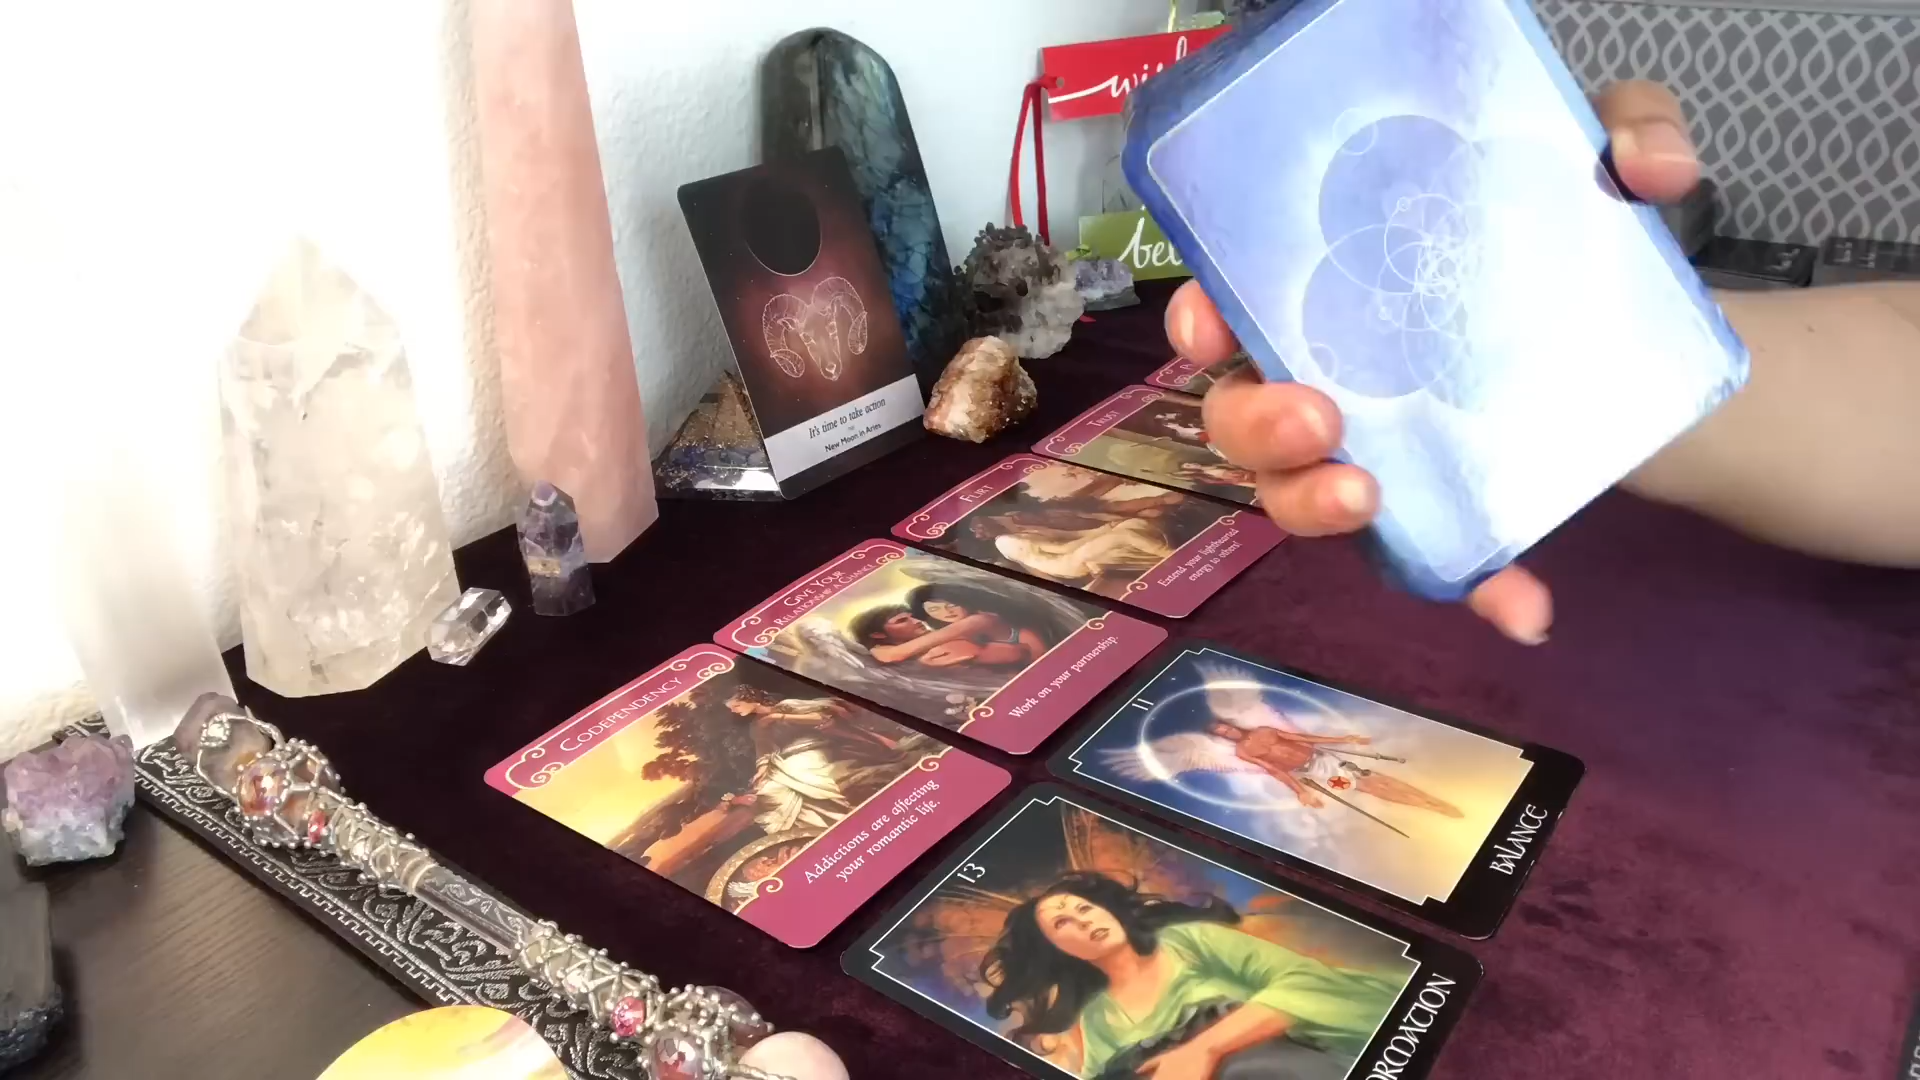 It's time to take action
New Moon in Aries
TRUST
FLIRT
Extend your lighthearted
energy to others!
GIVE YOUR
RELATIONSHIP A CHANCE
Work on your partnership.
CODEPENDENCY
Addictions are affecting
your romantic life.
11
BALANCE
13